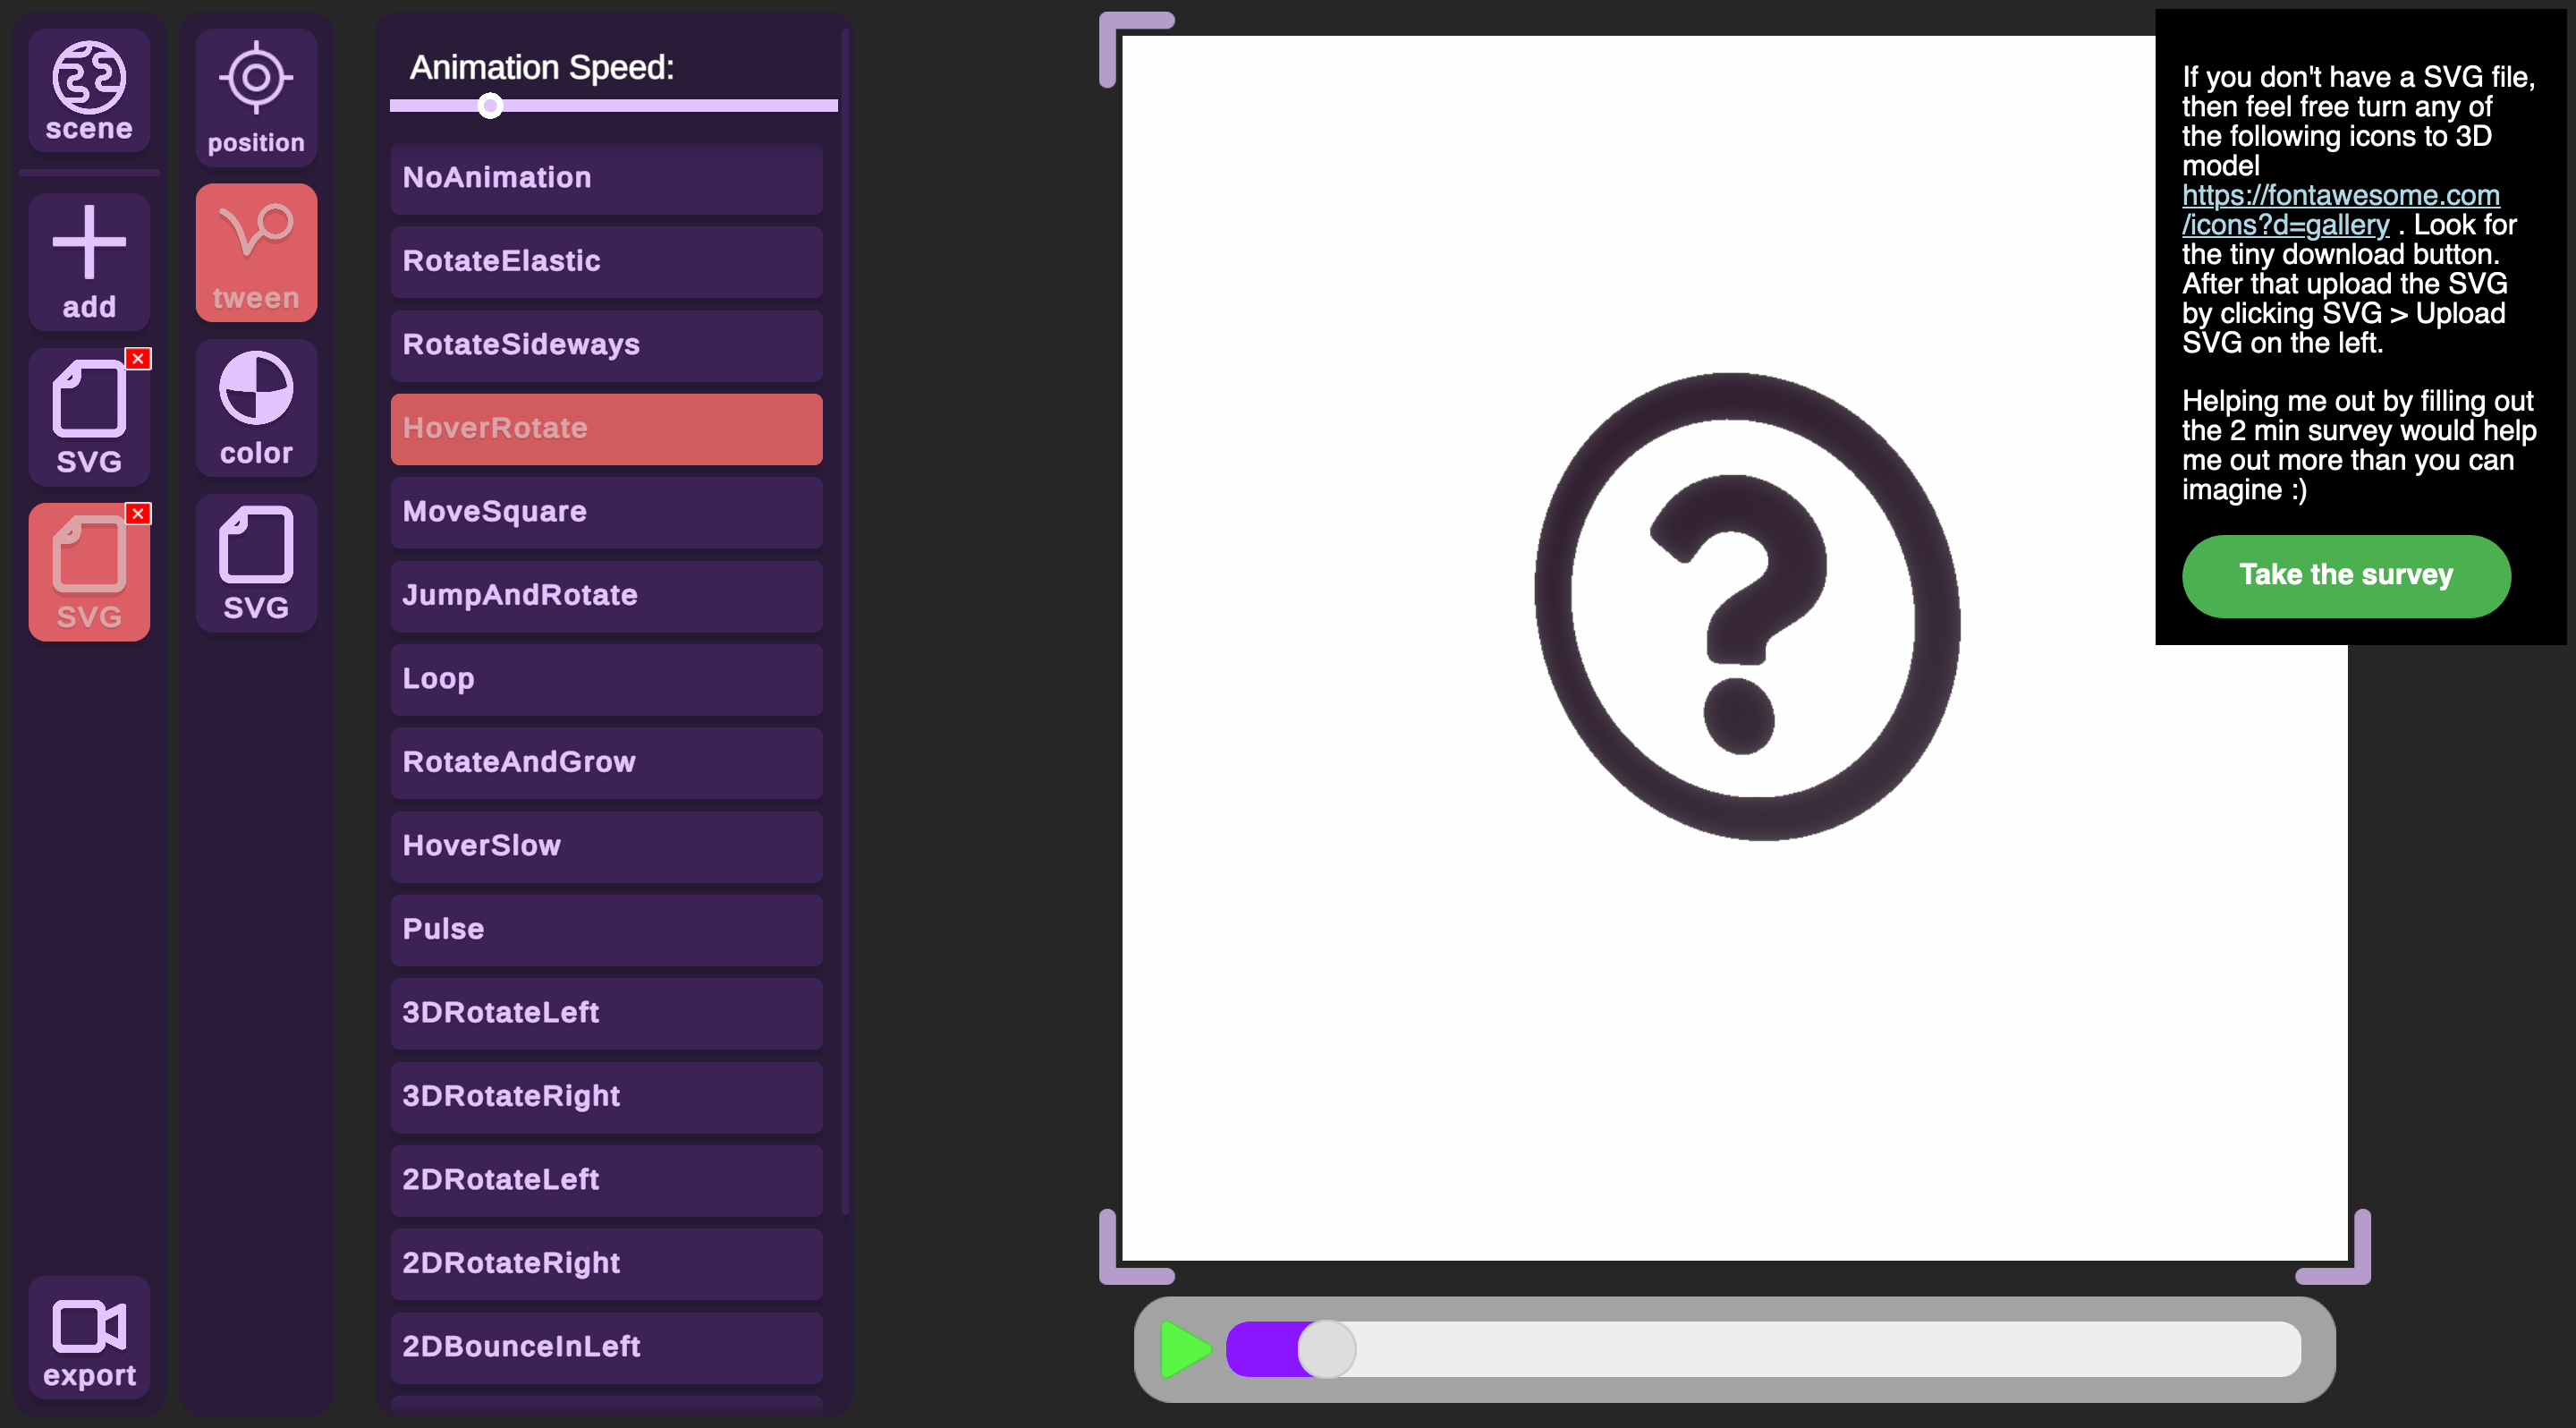 scene
add
SVG
SVG
export
position
tween
color
SVG
Animation Speed:
NoAnimation
RotateElastic
RotateSideways
HoverRotate
MoveSquare
JumpAndRotate
Loop
RotateAndGrow
HoverSlow
Pulse
3DRotateLeft
3DRotateRight
2DRotateLeft
2DRotateRight
2DBounceInLeft
?
If you don't have a SVG file,
then feel free turn any of
the following icons to 3D
model
https://fontawesome.com
/icons?d=gallery . Look for
the tiny download button.
After that upload the SVG
by clicking SVG > Upload
SVG on the left.
Helping me out by filling out
the 2 min survey would help
me out more than you can
imagine :)
Take the survey